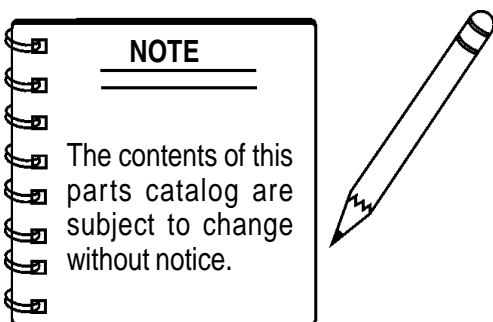 NOTE
The contents of this
parts catalog are
subject to change
without notice.